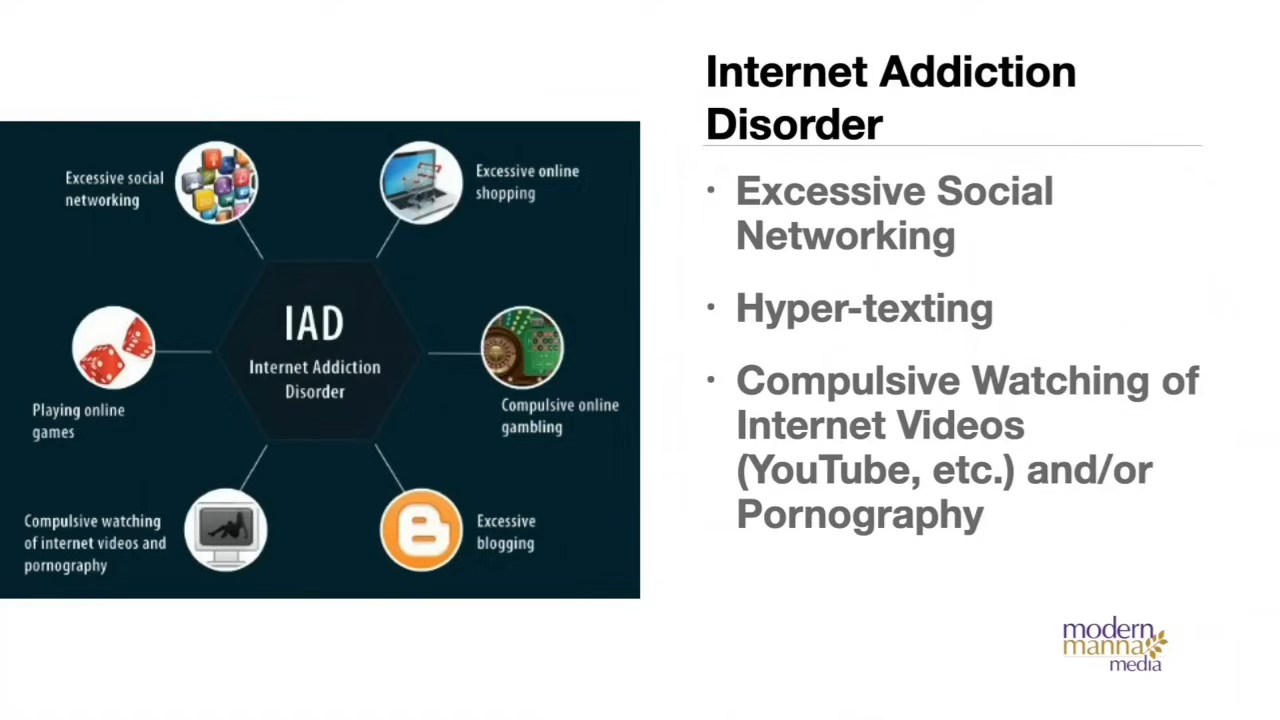 Internet Addiction
Disorder
• Excessive Social
Networking
• Hyper-texting
• Compulsive Watching of
Internet Videos
(YouTube, etc.) and/or
Pornography
Excessive social
networking
Excessive online
shopping
IAD
Internet Addiction
Disorder
Playing online
games
Compulsive online
gambling
Compulsive watching
of internet videos and
pornography
Excessive
blogging
modern
manna
media